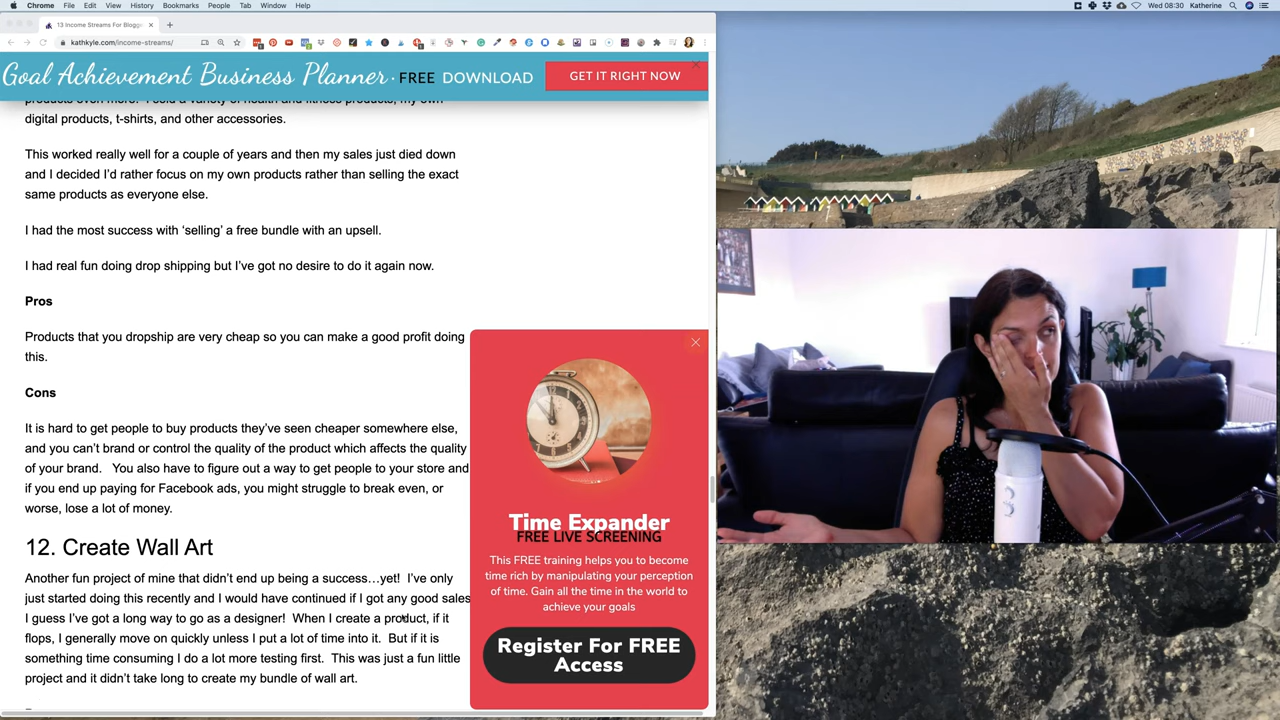 Chrome File Edit View History Bookmarks People Tab Window Help
Wed 08:30 Katherine
13 Income Streams For Blogge
kathkyle.com/income-streams/
Goal Achievement Business Planner · FREE DOWNLOAD
GET IT RIGHT NOW
products even more! I sold a variety of health and fitness products, my own
digital products, t-shirts, and other accessories.
This worked really well for a couple of years and then my sales just died down
and I decided I’d rather focus on my own products rather than selling the exact
same products as everyone else.
I had the most success with ‘selling’ a free bundle with an upsell.
I had real fun doing drop shipping but I’ve got no desire to do it again now.
Pros
Products that you dropship are very cheap so you can make a good profit doing
this.
Cons
It is hard to get people to buy products they’ve seen cheaper somewhere else,
and you can’t brand or control the quality of the product which affects the quality
of your brand. You also have to figure out a way to get people to your store and
if you end up paying for Facebook ads, you might struggle to break even, or
worse, lose a lot of money.
12. Create Wall Art
Another fun project of mine that didn’t end up being a success…yet! I’ve only
just started doing this recently and I would have continued if I got any good sales
I guess I’ve got a long way to go as a designer! When I create a product, if it
flops, I generally move on quickly unless I put a lot of time into it. But if it is
something time consuming I do a lot more testing first. This was just a fun little
project and it didn’t take long to create my bundle of wall art.
Time Expander
FREE LIVE SCREENING
This FREE training helps you to become
time rich by manipulating your perception
of time. Gain all the time in the world to
achieve your goals
Register For FREE
Access